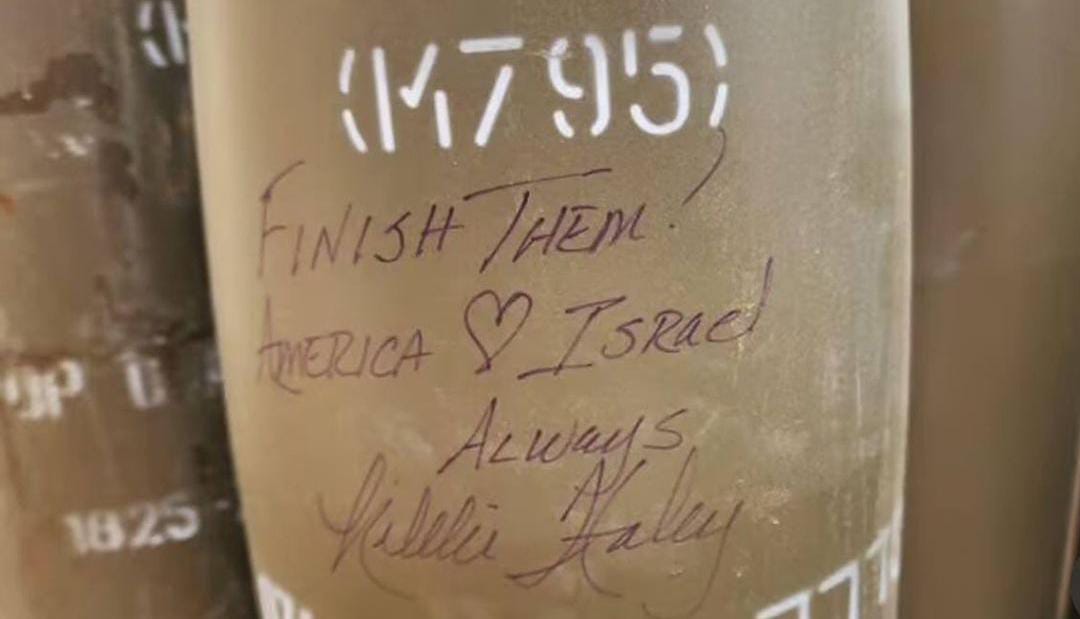 (M795)
FINISH THEM!
AMERICA ♡ ISRael
ALways
Nikki Haley
1825